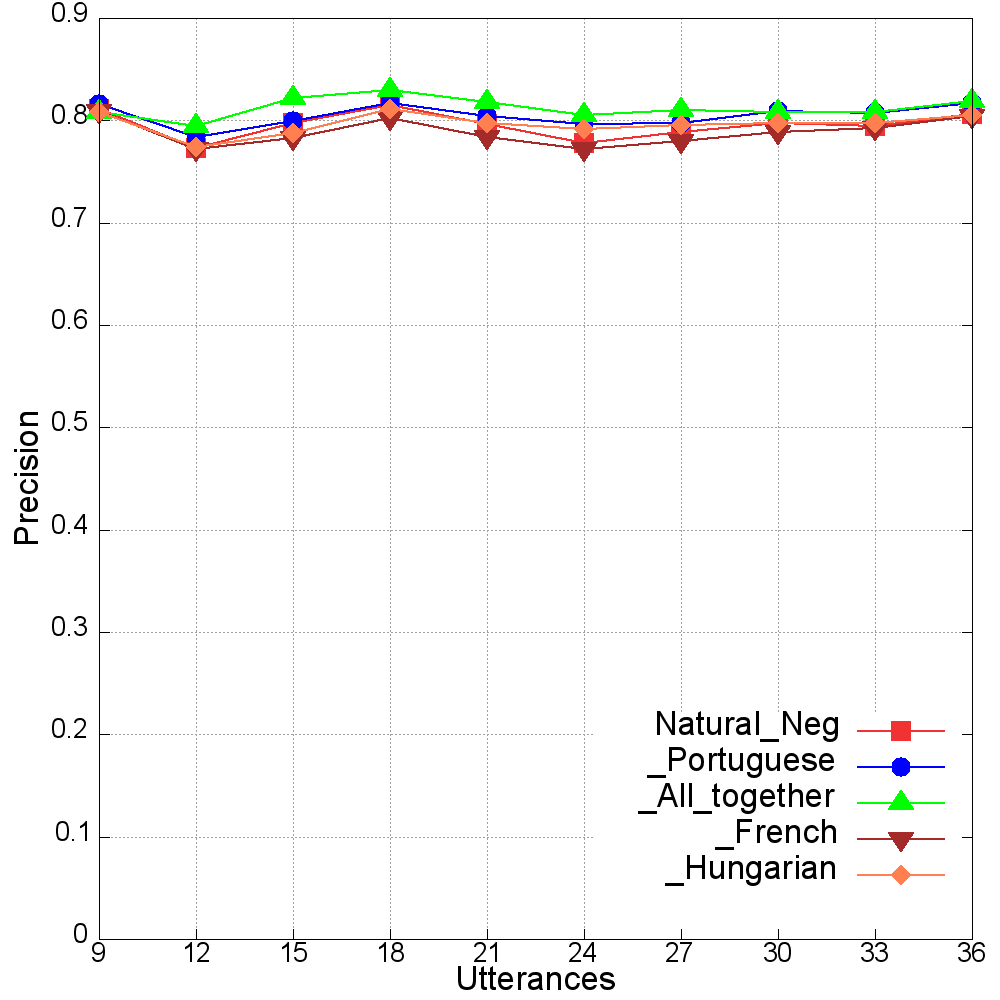 0.9
0.8
0.7
0.6
0.5
0.4
0.3
0.2
0.1
0
Precision
Natural_Neg
_Portuguese
_All_together
_French
_Hungarian
9 12 15 18 21 24 27 30 33 36
Utterances